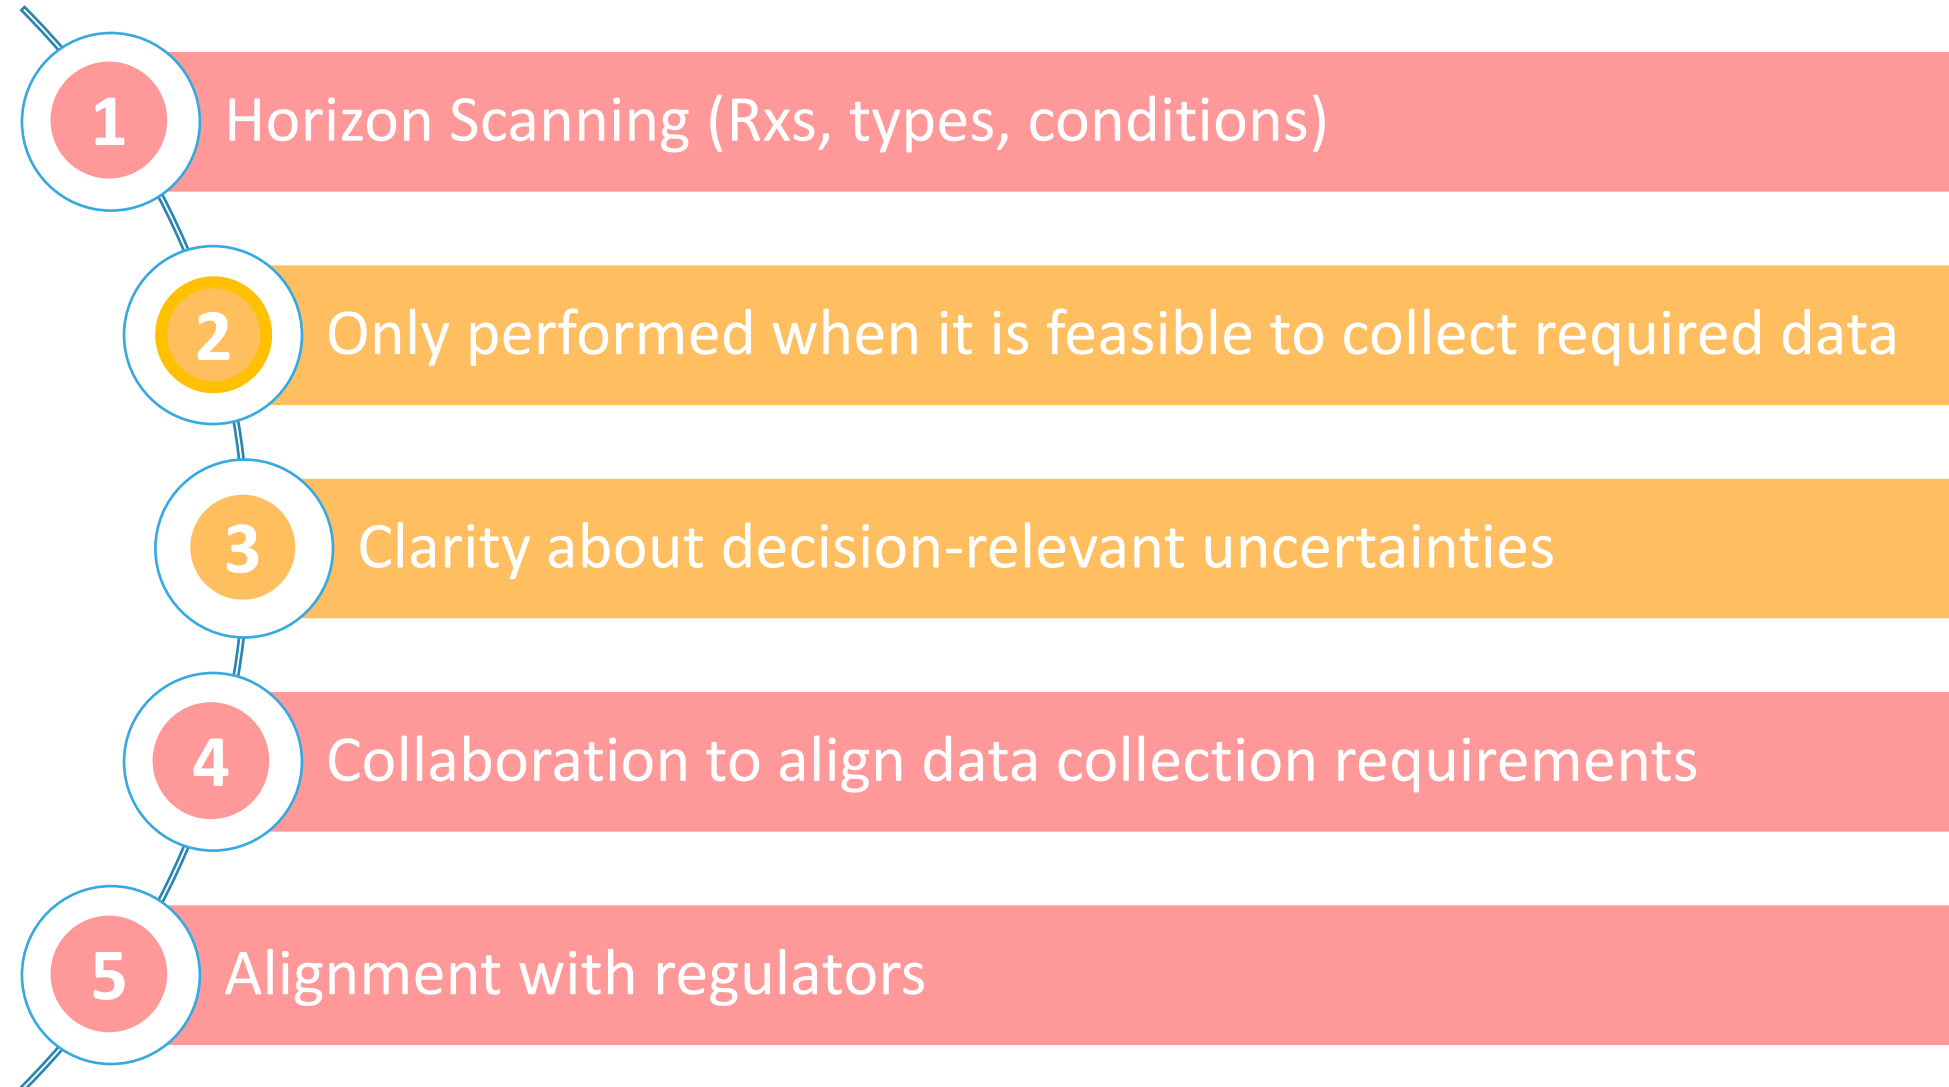 1 Horizon Scanning (Rxs, types, conditions)
2 Only performed when it is feasible to collect required data
3 Clarity about decision-relevant uncertainties
4 Collaboration to align data collection requirements
5 Alignment with regulators